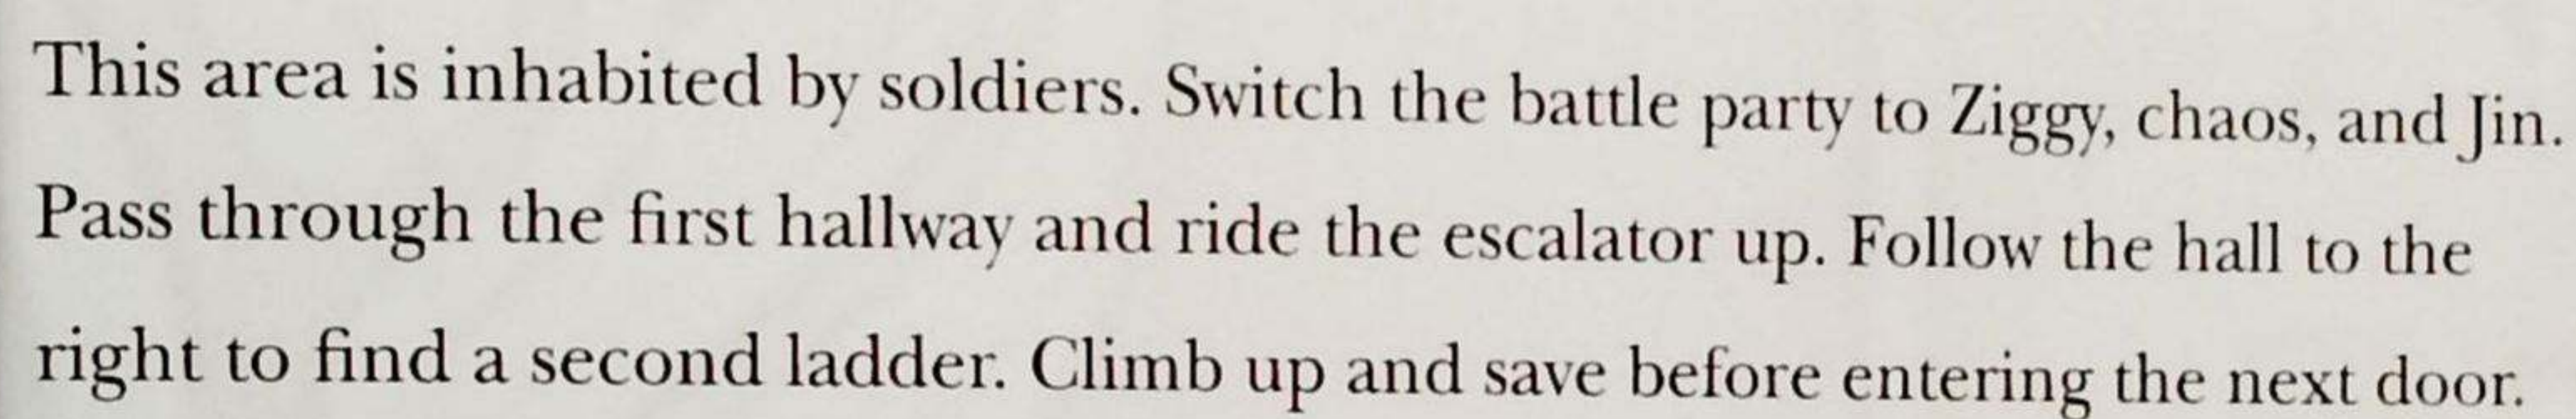 This area is inhabited by soldiers. Switch the battle party to Ziggy, chaos, and Jin.
Pass through the first hallway and ride the escalator up. Follow the hall to the
right to find a second ladder. Climb up and save before entering the next door.